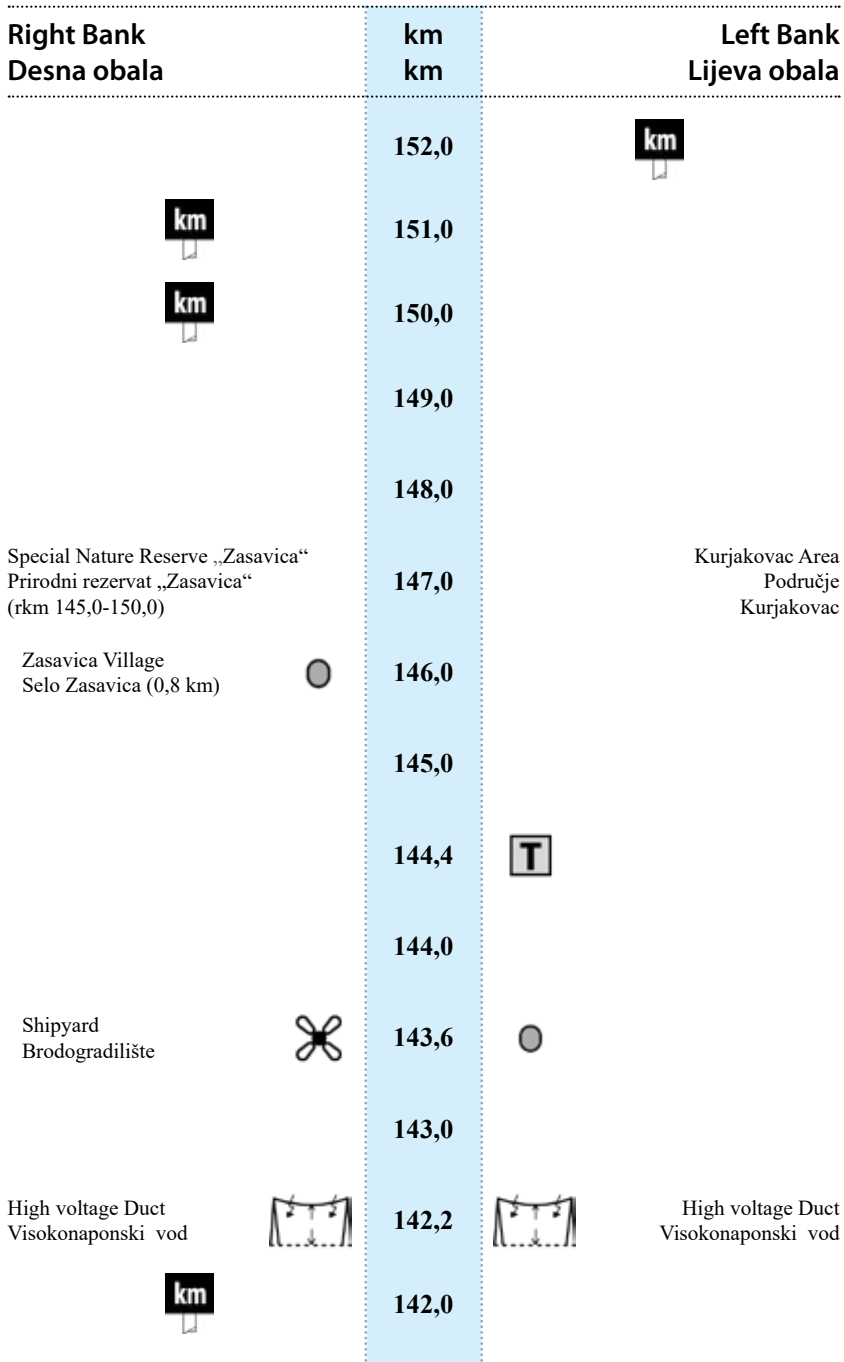 Right Bank km Left Bank
Desna obala km Lijeva obala
152,0 km
km 151,0
km 150,0
149,0
148,0
Special Nature Reserve „Zasavica“ Kurjakovac Area
Prirodni rezervat „Zasavica“ 147,0 Područje
(rkm 145,0-150,0) Kurjakovac
Zasavica Village
Selo Zasavica (0,8 km)
146,0
145,0
144,4 T
144,0
Shipyard
Brodogradilište
143,6
143,0
High voltage Duct High voltage Duct
Visokonaponski vod 142,2 Visokonaponski vod
km 142,0